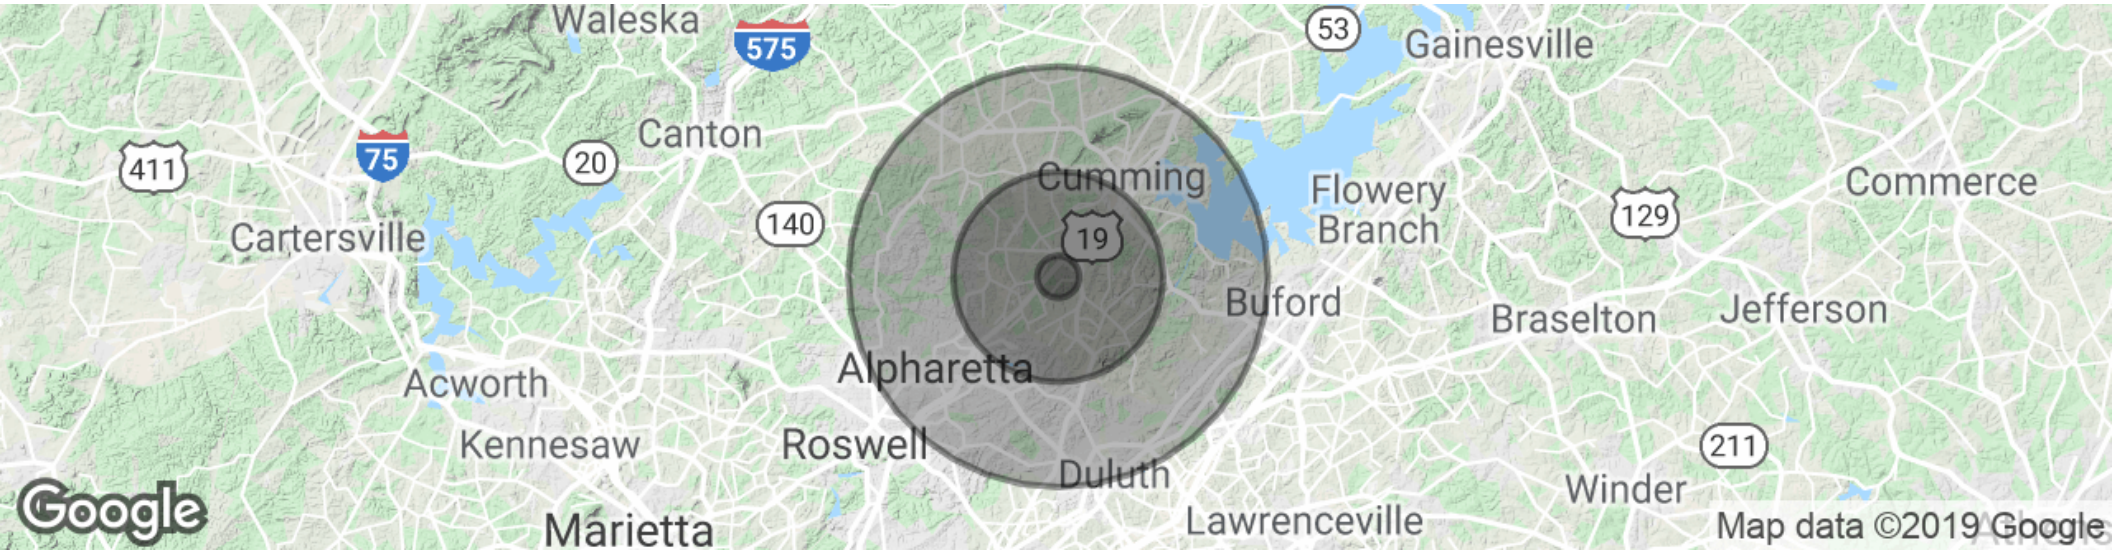 Waleska
575
53
Gainesville
Canton
75
411
20
Cumming
Flowery
Branch
Commerce
140
19
129
Cartersville
Buford
Braselton
Jefferson
Alpharetta
Acworth
Kennesaw
Roswell
Duluth
211
Winder
Google
Marietta
Lawrenceville
Map data ©2019 Google